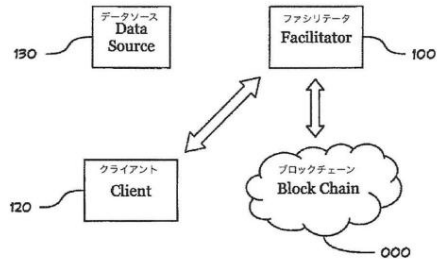 データソース
Data
Source
130
ファシリテータ
Facilitator
100
クライアント
Client
120
ブロックチェーン
Block Chain
000